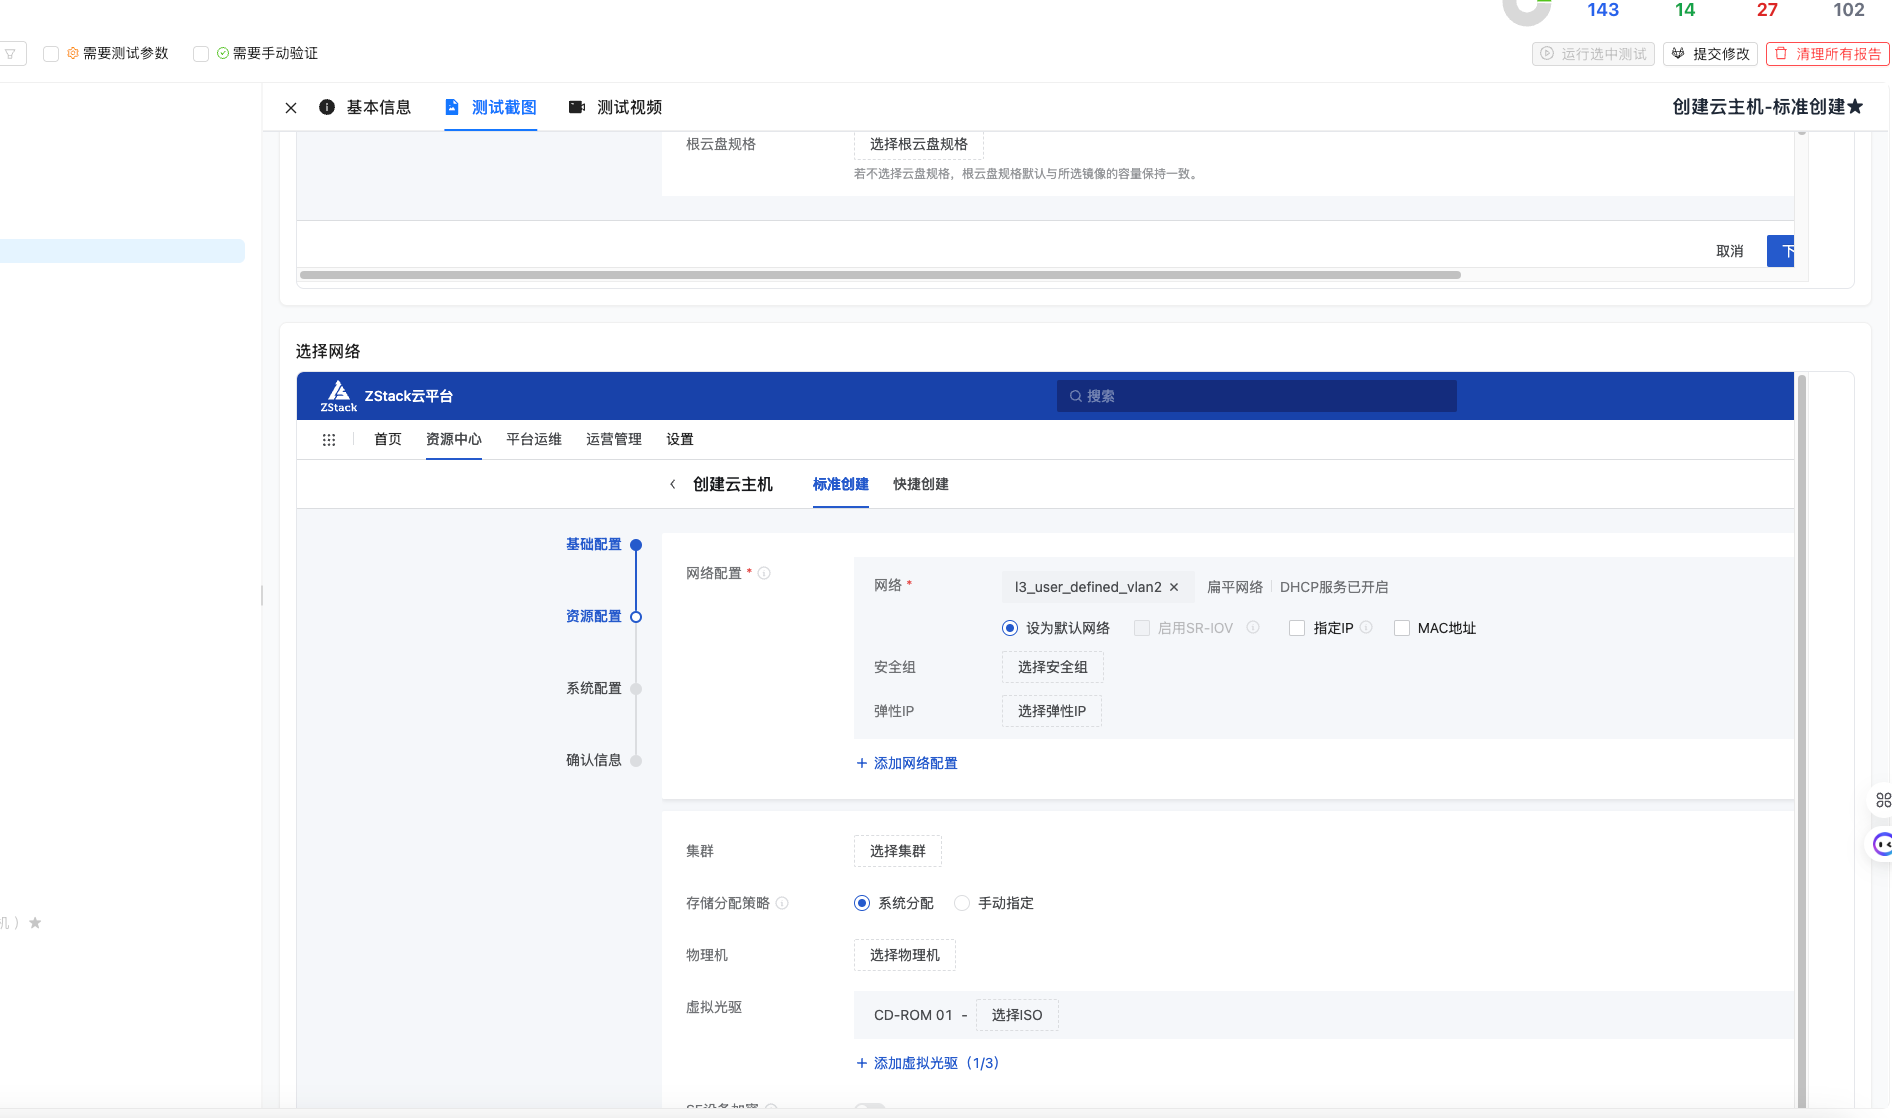 143 14 27 102
需要测试参数 需要手动验证 运行选中测试 提交修改 清理所有报告
基本信息 测试截图 测试视频 创建云主机-标准创建★
根云盘规格 选择根云盘规格
若不选择云盘规格，根云盘规格默认与所选镜像的容量保持一致。
取消 下
选择网络
ZStack ZStack云平台 搜索
首页 资源中心 平台运维 运营管理 设置
创建云主机 标准创建 快捷创建
基础配置
网络配置 *
网络 * l3_user_defined_vlan2 × 扁平网络 DHCP服务已开启
资源配置
设为默认网络 启用SR-IOV 指定IP MAC地址
安全组 选择安全组
系统配置
弹性IP 选择弹性IP
确认信息
+ 添加网络配置
集群 选择集群
存储分配策略 系统分配 手动指定
机）★
物理机 选择物理机
虚拟光驱 CD-ROM 01 - 选择ISO
+ 添加虚拟光驱（1/3）